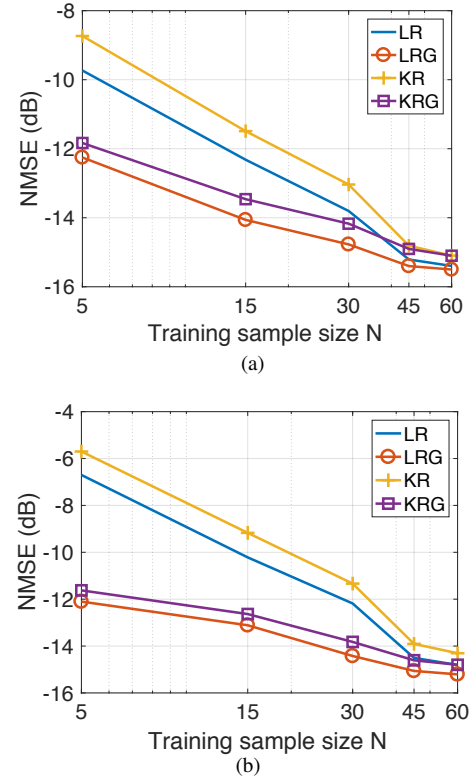 -8
-10
-12
-14
-16
NMSE (dB)
LR
LRG
KR
KRG
5 15 30 45 60
Training sample size N
(a)
-4
-6
-8
-10
-12
-14
-16
NMSE (dB)
LR
LRG
KR
KRG
5 15 30 45 60
Training sample size N
(b)